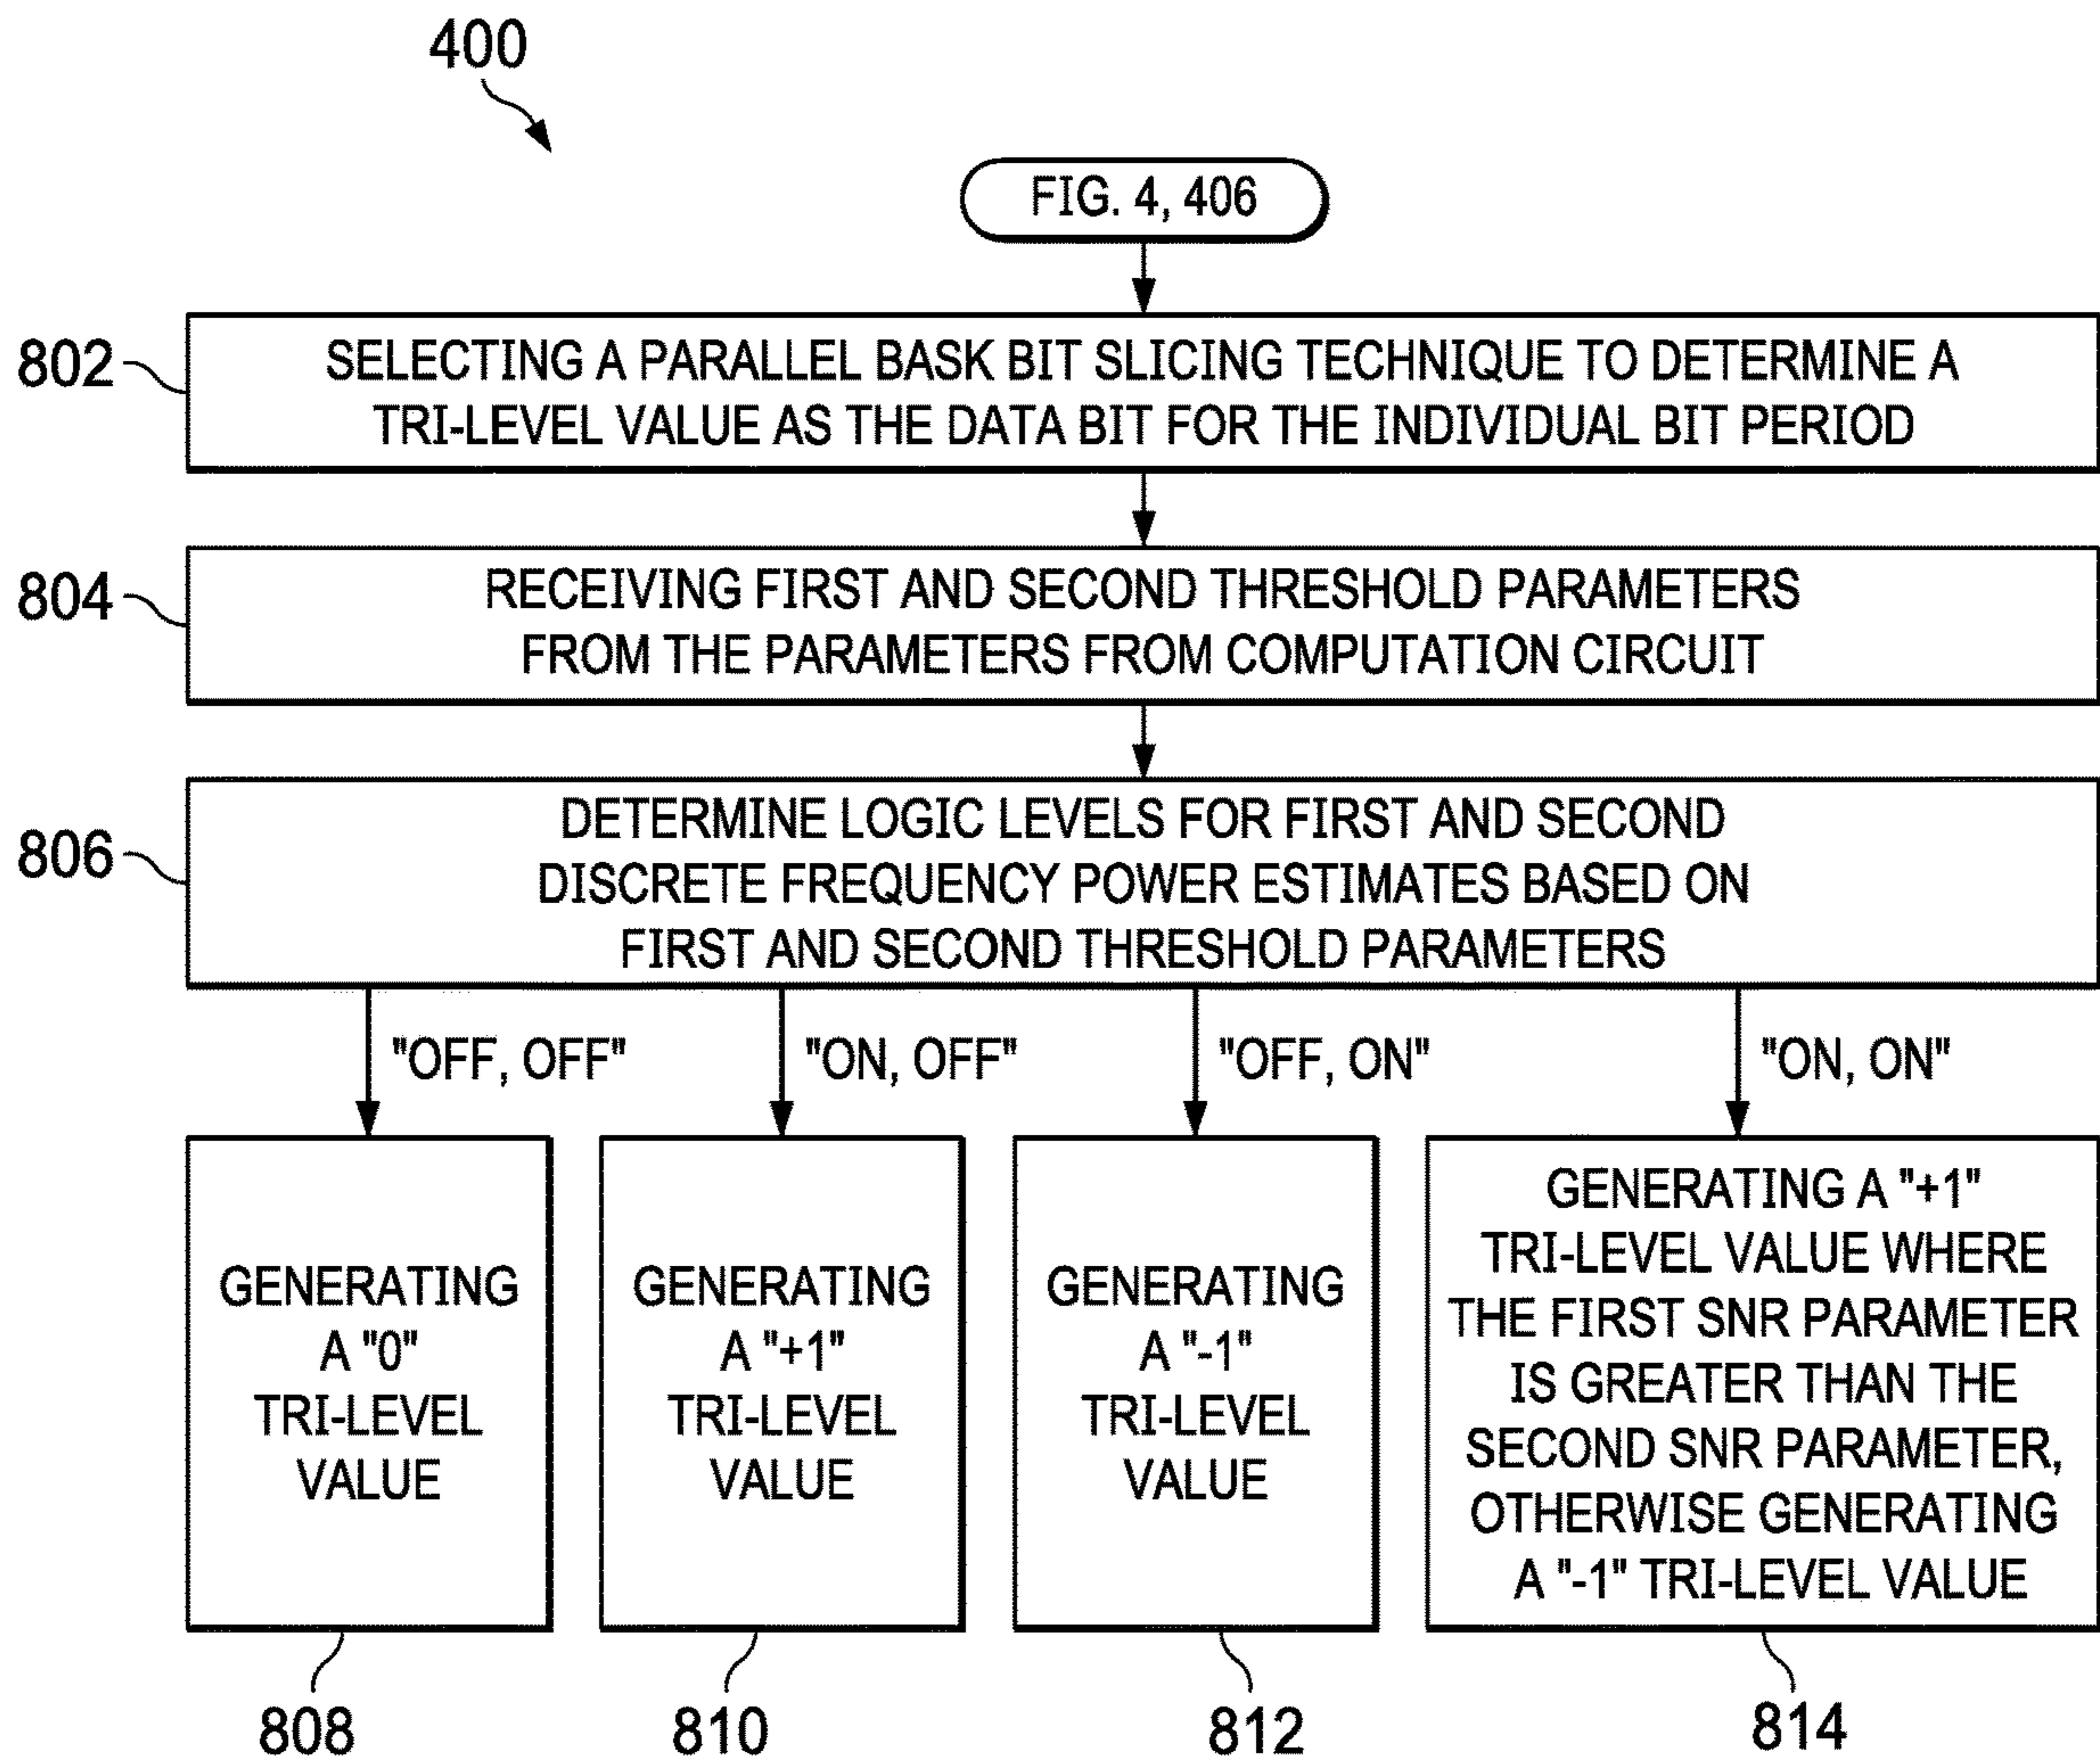 400
FIG. 4, 406
802
SELECTING A PARALLEL BASK BIT SLICING TECHNIQUE TO DETERMINE A
TRI-LEVEL VALUE AS THE DATA BIT FOR THE INDIVIDUAL BIT PERIOD
804
RECEIVING FIRST AND SECOND THRESHOLD PARAMETERS
FROM THE PARAMETERS FROM COMPUTATION CIRCUIT
806
DETERMINE LOGIC LEVELS FOR FIRST AND SECOND
DISCRETE FREQUENCY POWER ESTIMATES BASED ON
FIRST AND SECOND THRESHOLD PARAMETERS
"OFF, OFF"
"ON, OFF"
"OFF, ON"
"ON, ON"
GENERATING
A "0"
TRI-LEVEL
VALUE
GENERATING
A "+1"
TRI-LEVEL
VALUE
GENERATING
A "-1"
TRI-LEVEL
VALUE
GENERATING A "+1"
TRI-LEVEL VALUE WHERE
THE FIRST SNR PARAMETER
IS GREATER THAN THE
SECOND SNR PARAMETER,
OTHERWISE GENERATING
A "-1" TRI-LEVEL VALUE
808
810
812
814